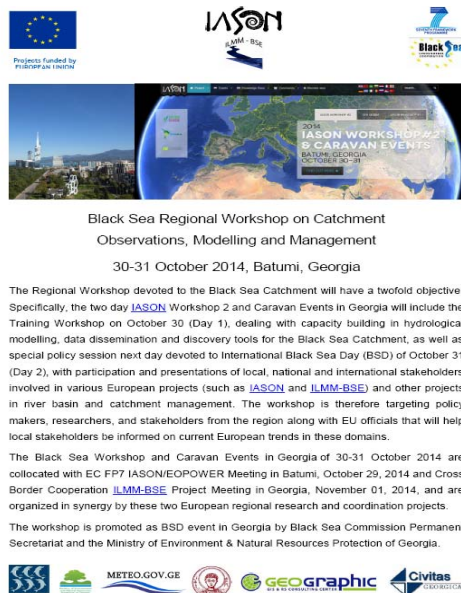 IASON
ILMM - BSE
7
SEVENTH FRAMEWORK
PROGRAMME
Black Sea
Projects funded by
EUROPEAN UNION
IASON
2014
IASON WORKSHOP#2
& CARAVAN EVENTS
BATUMI, GEORGIA
OCTOBER 30-31
Black Sea Regional Workshop on Catchment
Observations, Modelling and Management
30-31 October 2014, Batumi, Georgia
The Regional Workshop devoted to the Black Sea Catchment will have a twofold objective
Specifically, the two day IASON Workshop 2 and Caravan Events in Georgia will include the
Training Workshop on October 30 (Day 1), dealing with capacity building in hydrologica
modelling, data dissemination and discovery tools for the Black Sea Catchment, as well as
special policy session next day devoted to International Black Sea Day (BSD) of October 31
(Day 2), with participation and presentations of local, national and international stakeholders
involved in various European projects (such as IASON and ILMM-BSE) and other projects
in river basin and catchment management. The workshop is therefore targeting policy
makers, researchers, and stakeholders from the region along with EU officials that will help
local stakeholders be informed on current European trends in these domains.
The Black Sea Workshop and Caravan Events in Georgia of 30-31 October 2014 are
collocated with EC FP7 IASON/EOPOWER Meeting in Batumi, October 29, 2014 and Cross
Border Cooperation ILMM-BSE Project Meeting in Georgia, November 01, 2014, and are
organized in synergy by these two European regional research and coordination projects.
The workshop is promoted as BSD event in Georgia by Black Sea Commission Permanen
Secretariat and the Ministry of Environment & Natural Resources Protection of Georgia.
METEO.GOV.GE
GEOGRAPHIC
GIS & RS CONSULTING CENTER
Civitas
GEORGICA